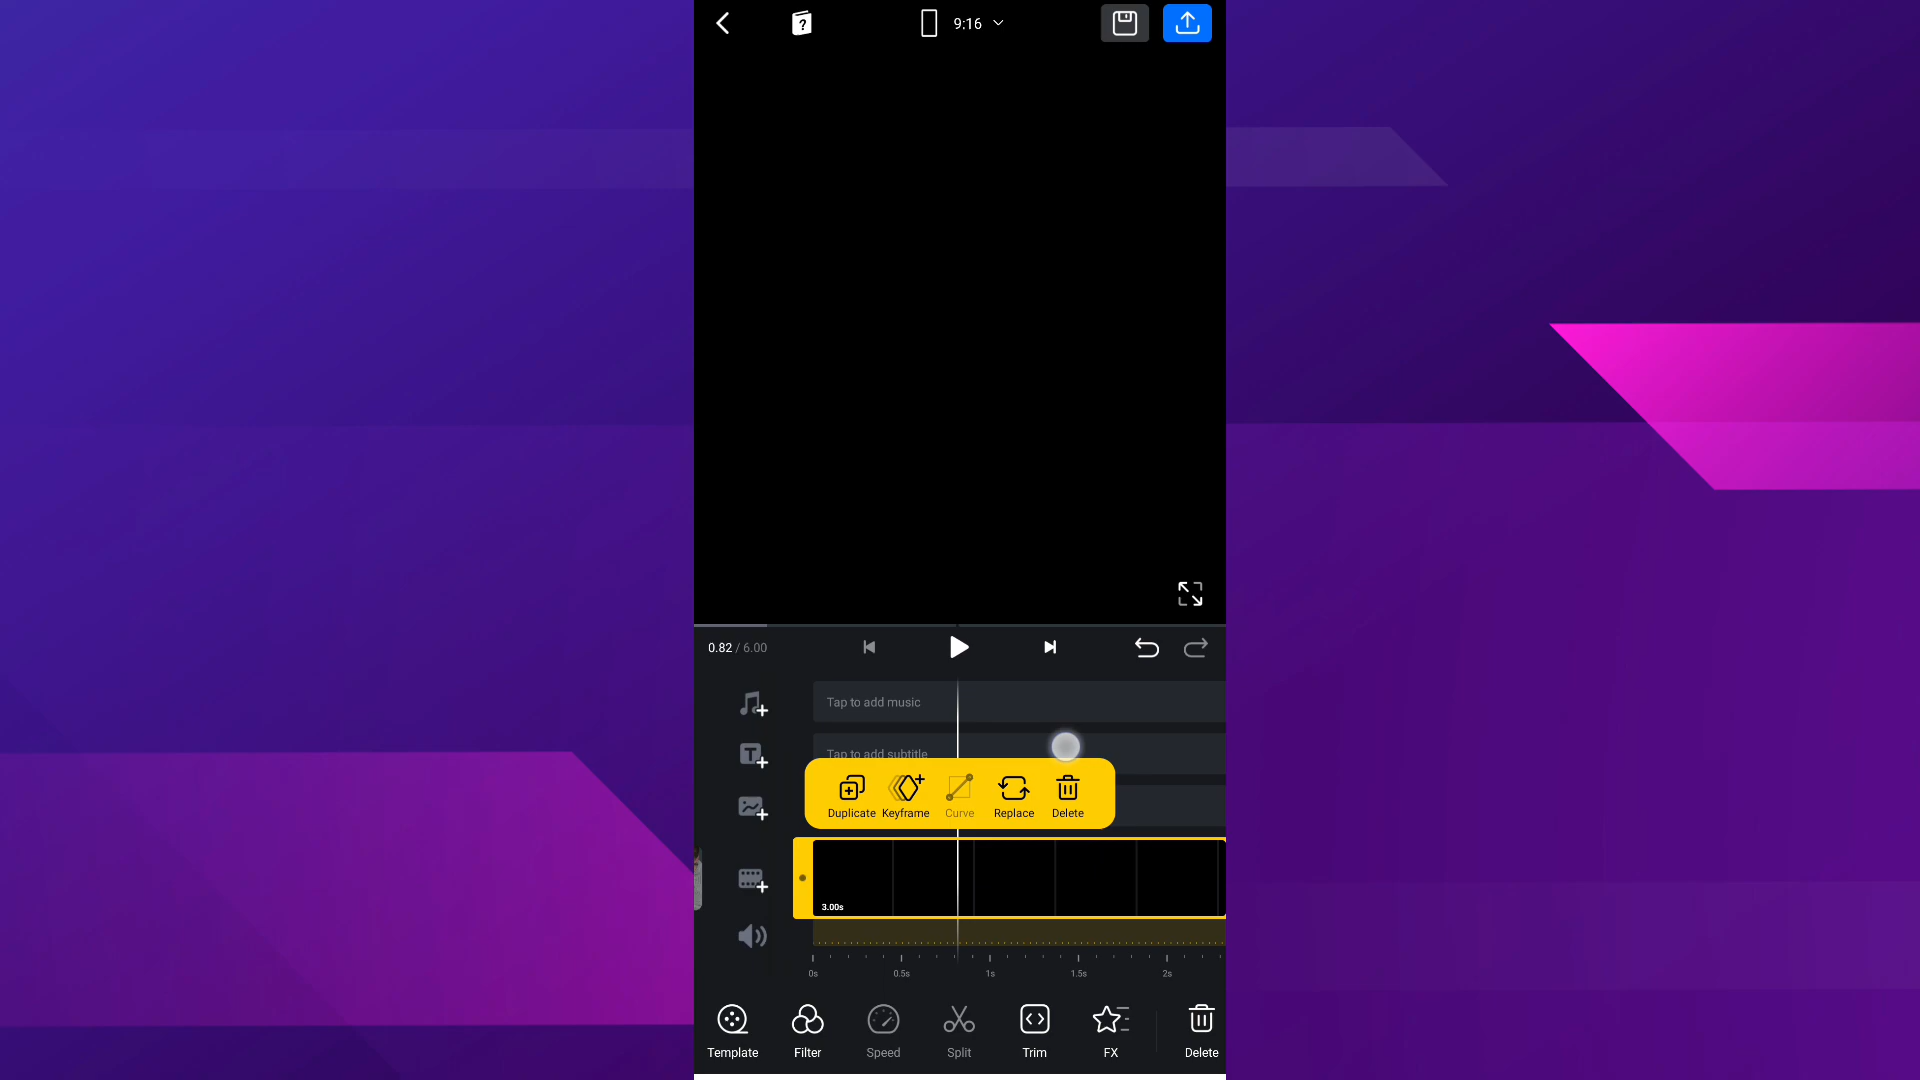 9:16
0.82 / 6.00
Tap to add music
Tap to add subtitle
Duplicate Keyframe Curve Replace Delete
3.00s
0s 0.5s 1s 1.5s 2s
Template Filter Speed Split Trim FX Delete